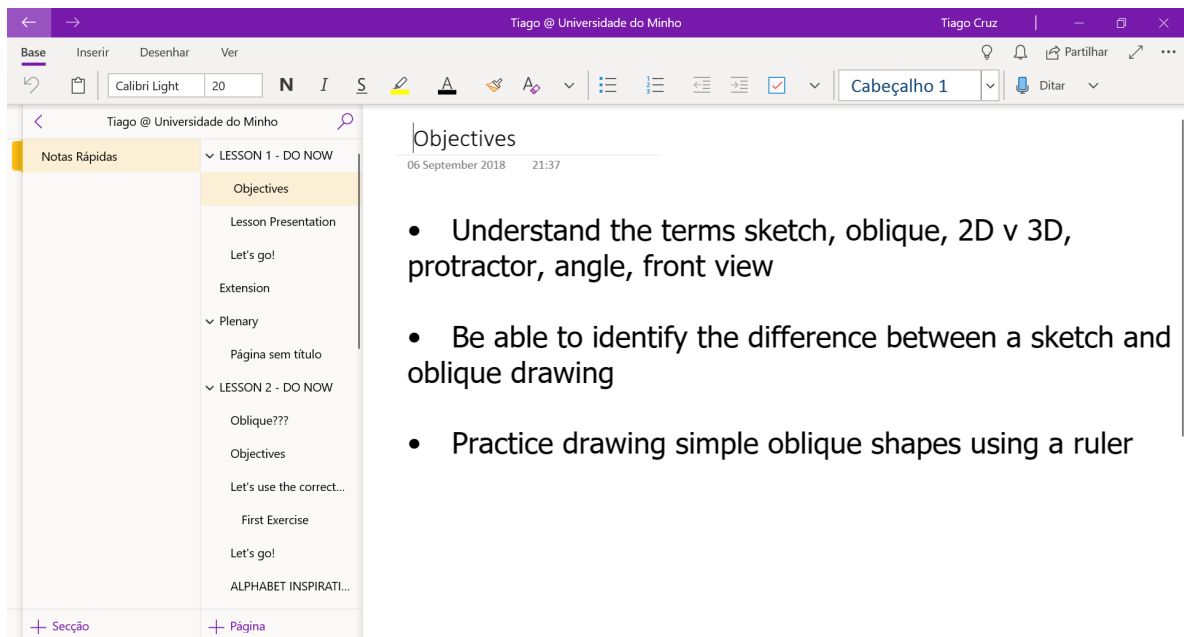 Tiago @ Universidade do Minho
Tiago Cruz
Base Inserir Desenhar Ver
Partilhar
Calibri Light 20 N I S A A Cabeçalho 1 Ditar
Tiago @ Universidade do Minho
Notas Rápidas
LESSON 1 - DO NOW
Objectives
Lesson Presentation
Let's go!
Extension
Plenary
Página sem título
LESSON 2 - DO NOW
Oblique???
Objectives
Let's use the correct...
First Exercise
Let's go!
ALPHABET INSPIRATI...
Secção
Página
Objectives
06 September 2018 21:37
• Understand the terms sketch, oblique, 2D v 3D,
protractor, angle, front view
• Be able to identify the difference between a sketch and
oblique drawing
• Practice drawing simple oblique shapes using a ruler